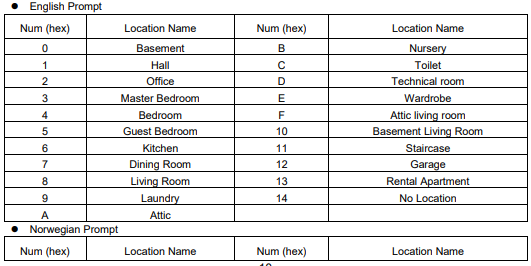 ● English Prompt
Num (hex) Location Name Num (hex) Location Name
0 Basement B Nursery
1 Hall C Toilet
2 Office D Technical room
3 Master Bedroom E Wardrobe
4 Bedroom F Attic living room
5 Guest Bedroom 10 Basement Living Room
6 Kitchen 11 Staircase
7 Dining Room 12 Garage
8 Living Room 13 Rental Apartment
9 Laundry 14 No Location
A Attic
● Norwegian Prompt
Num (hex) Location Name Num (hex) Location Name